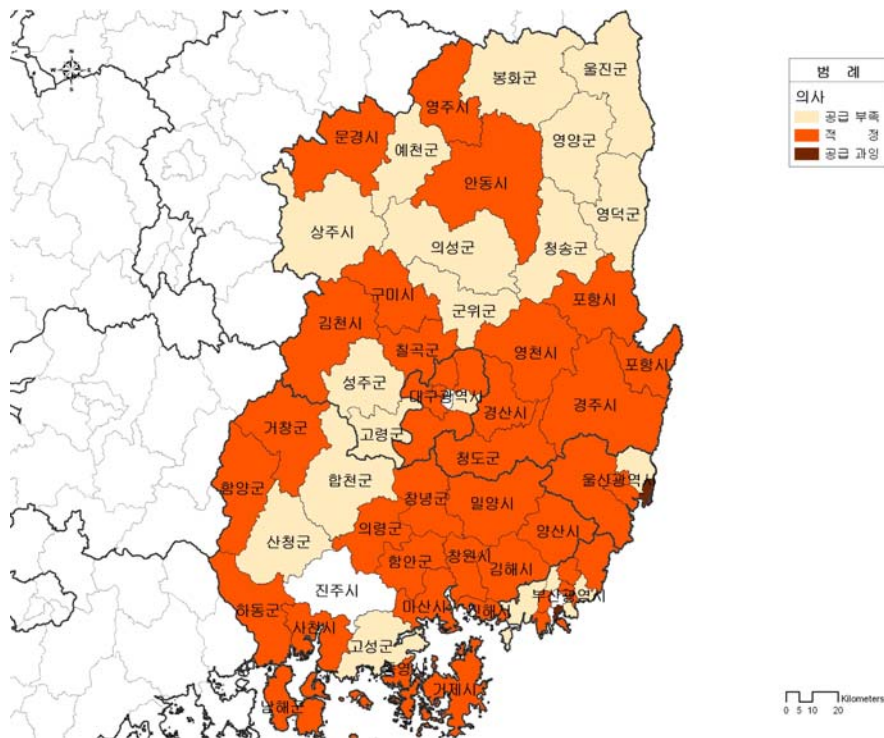 범 례
의사
공급 부족
적 정
공급 과잉
봉화군
울진군
영주시
문경시
예천군
영양군
안동시
영덕군
상주시
의성군
청송군
구미시
군위군
포항시
김천시
칠곡군
영천시
포항시
성주군
대구광역시
경산시
경주시
거창군
고령군
청도군
합천군
울산광역시
함양군
창녕군
밀양시
의령군
양산시
산청군
함안군
창원시
김해시
진주시
부산광역시
하동군
마산시
진해시
사천시
고성군
거제시
남해군
Kilometers
0 5 10 20
W
E
S